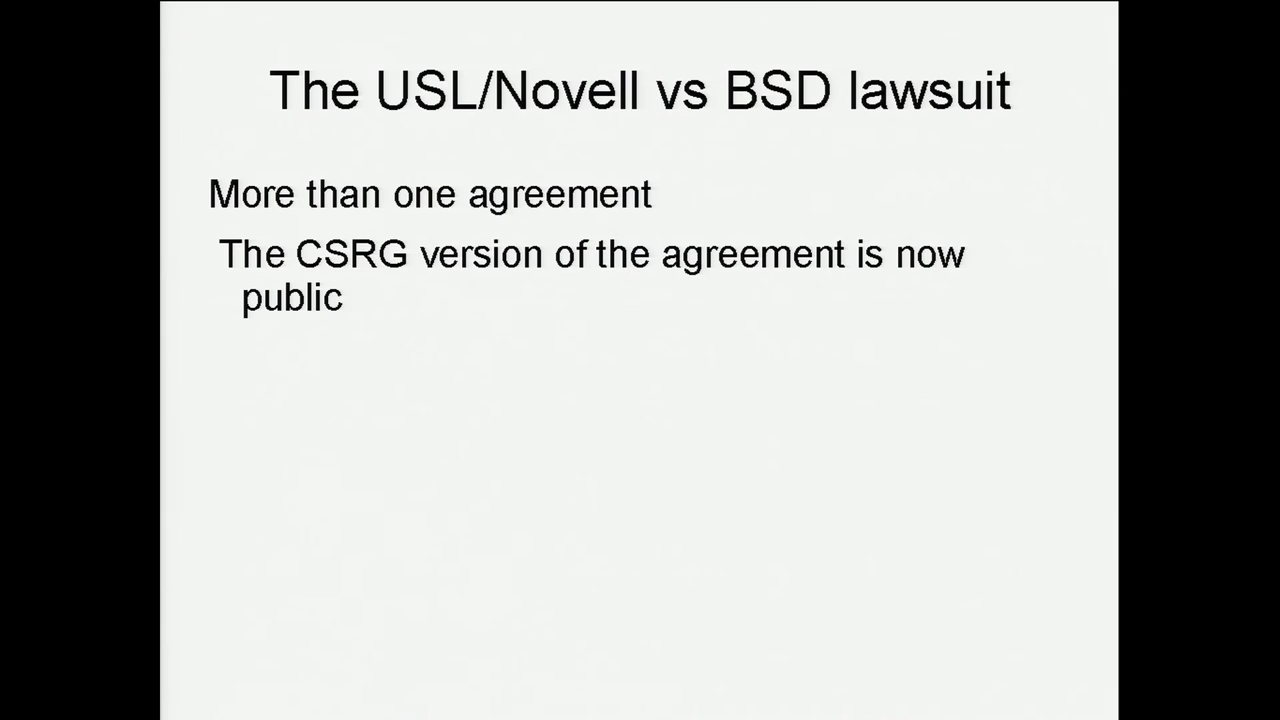 The USL/Novell vs BSD lawsuit
More than one agreement
The CSRG version of the agreement is now
public